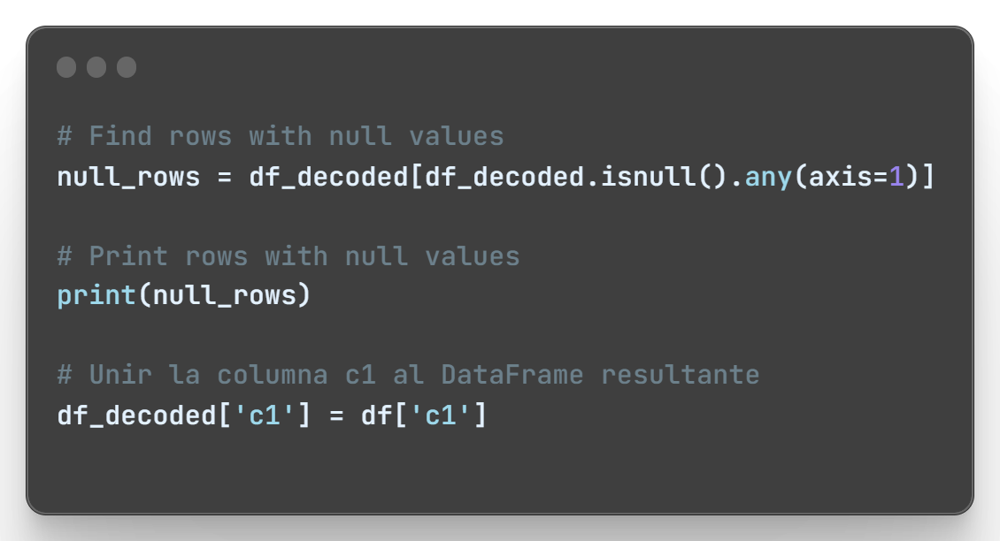 # Find rows with null values
null_rows = df_decoded[df_decoded.isnull().any(axis=1)]
# Print rows with null values
print(null_rows)
# Unir la columna c1 al DataFrame resultante
df_decoded['c1'] = df['c1']